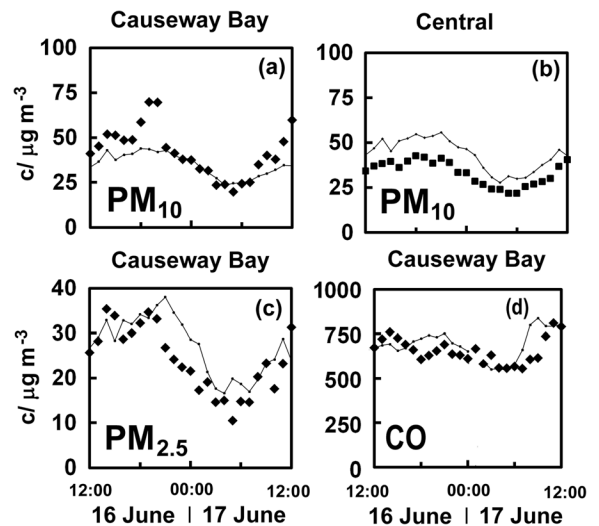 Causeway Bay
Central
100
75
50
25
0
c/ µg m⁻³
(a)
PM₁₀
100
75
50
25
0
(b)
PM₁₀
Causeway Bay
Causeway Bay
40
30
20
10
0
c/ µg m⁻³
(c)
PM₂.₅
1000
750
500
250
0
(d)
CO
12:00 00:00 12:00
16 June | 17 June
12:00 00:00 12:00
16 June | 17 June